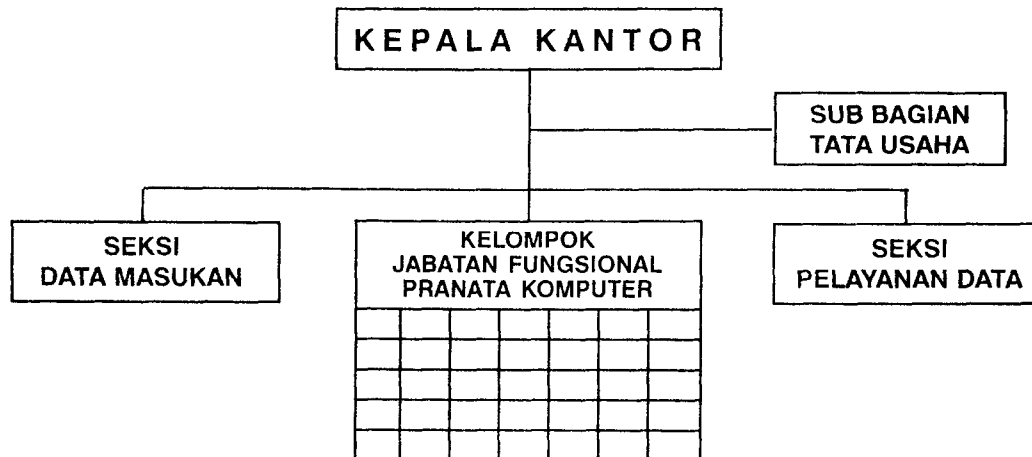 KEPALA KANTOR
SUB BAGIAN
TATA USAHA
SEKSI
DATA MASUKAN
KELOMPOK
JABATAN FUNGSIONAL
PRANATA KOMPUTER
SEKSI
PELAYANAN DATA